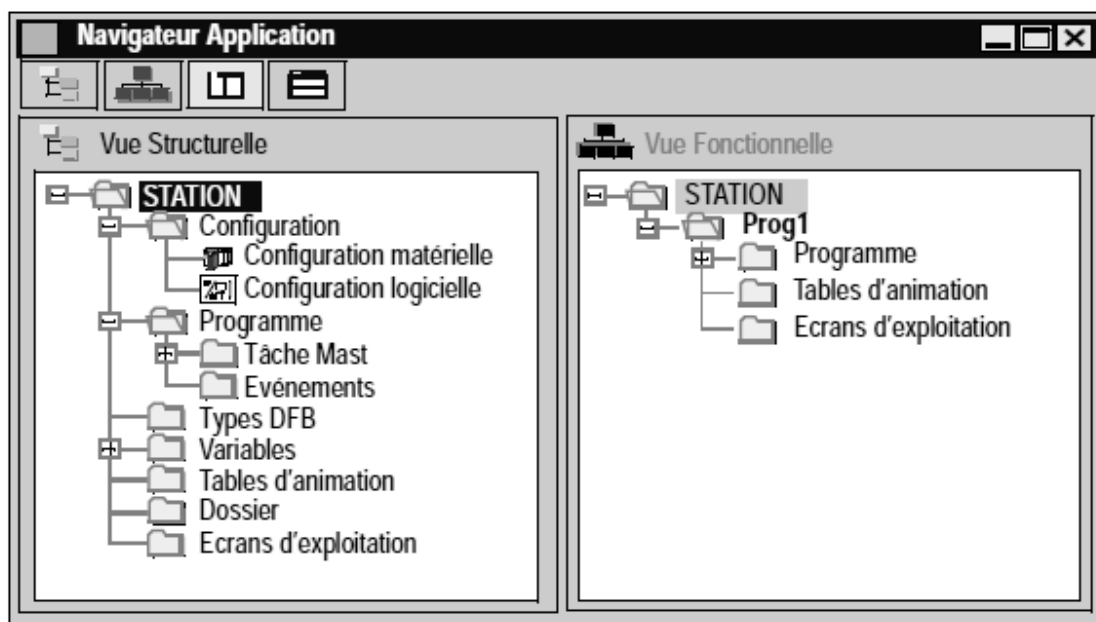 Navigateur Application
Vue Structurelle
STATION
Configuration
Configuration matérielle
Configuration logicielle
Programme
Tâche Mast
Evénements
Types DFB
Variables
Tables d'animation
Dossier
Ecrans d'exploitation
Vue Fonctionnelle
STATION
Prog1
Programme
Tables d'animation
Ecrans d'exploitation